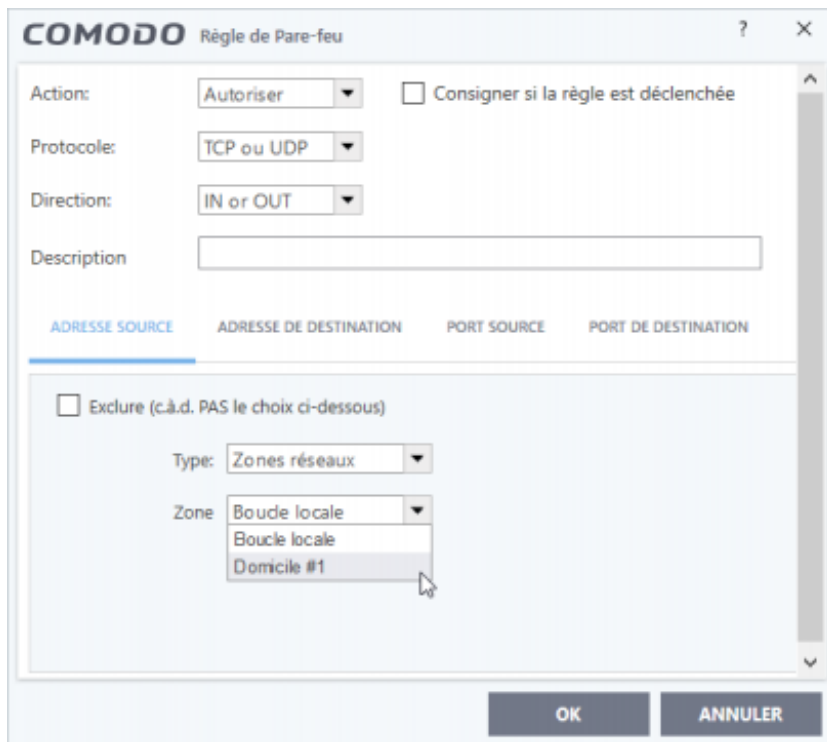 COMODO Règle de Pare-feu ? ×
Action: Autoriser Consigner si la règle est déclenchée
Protocole: TCP ou UDP
Direction: IN or OUT
Description
ADRESSE SOURCE ADRESSE DE DESTINATION PORT SOURCE PORT DE DESTINATION
Exclure (c.à.d. PAS le choix ci-dessous)
Type: Zones réseaux
Zone Boucle locale
Boucle locale
Domicile #1
OK ANNULER